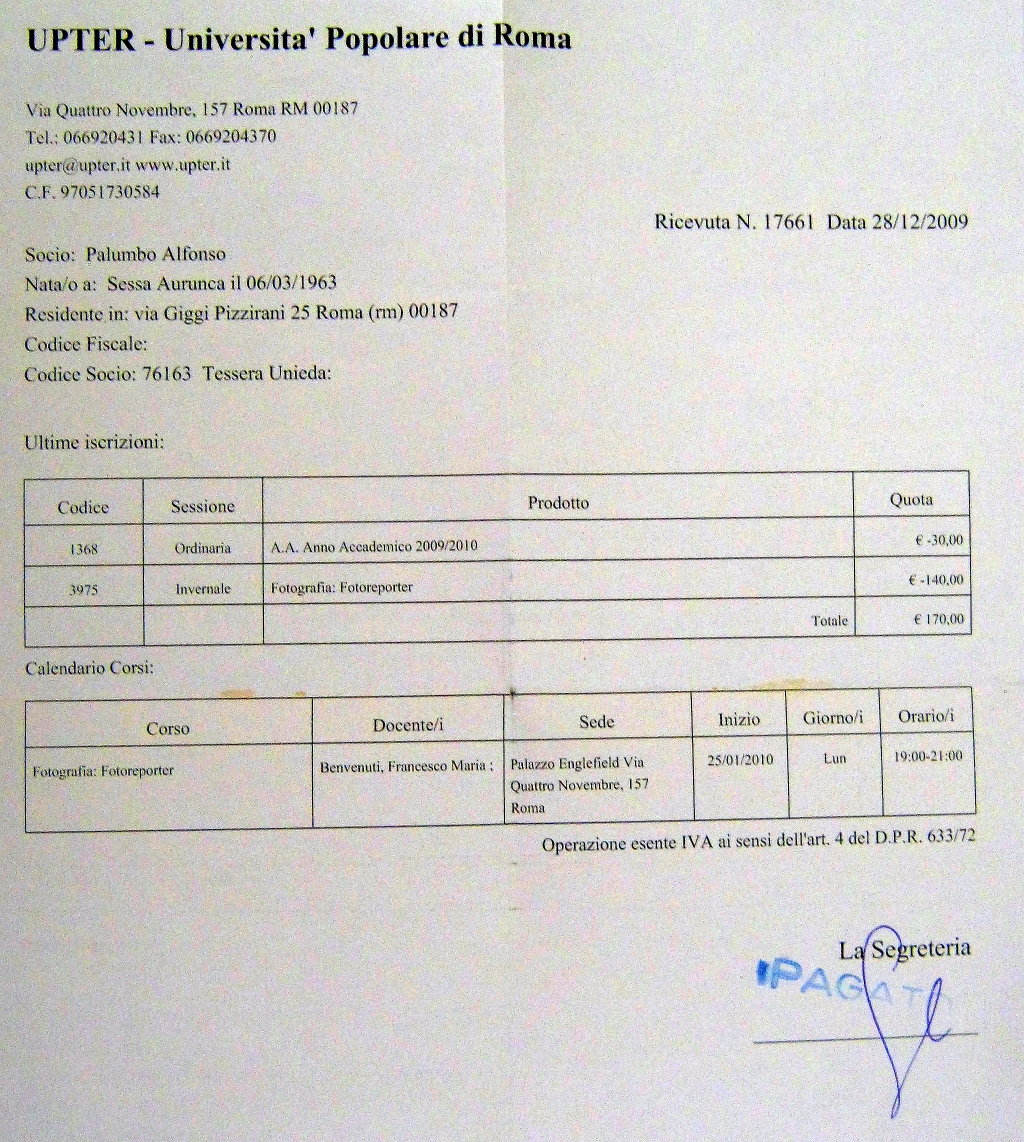 UPTER - Universita' Popolare di Roma
Via Quattro Novembre, 157 Roma RM 00187
Tel.: 066920431 Fax: 0669204370
upter@upter.it www.upter.it
C.F. 97051730584
Ricevuta N. 17661 Data 28/12/2009
Socio: Palumbo Alfonso
Nata/o a: Sessa Aurunca il 06/03/1963
Residente in: via Giggi Pizzirani 25 Roma (rm) 00187
Codice Fiscale:
Codice Socio: 76163 Tessera Unieda:
Ultime iscrizioni:
Codice Sessione Prodotto Quota
1368 Ordinaria A.A. Anno Accademico 2009/2010 € -30,00
3975 Invernale Fotografia: Fotoreporter € -140,00
Totale € 170,00
Calendario Corsi:
Corso Docente/i Sede Inizio Giorno/i Orario/i
Fotografia: Fotoreporter Benvenuti, Francesco Maria ; Palazzo Englefield Via 25/01/2010 Lun 19:00-21:00
Quattro Novembre, 157
Roma
Operazione esente IVA ai sensi dell'art. 4 del D.P.R. 633/72
La Segreteria
PAGATO